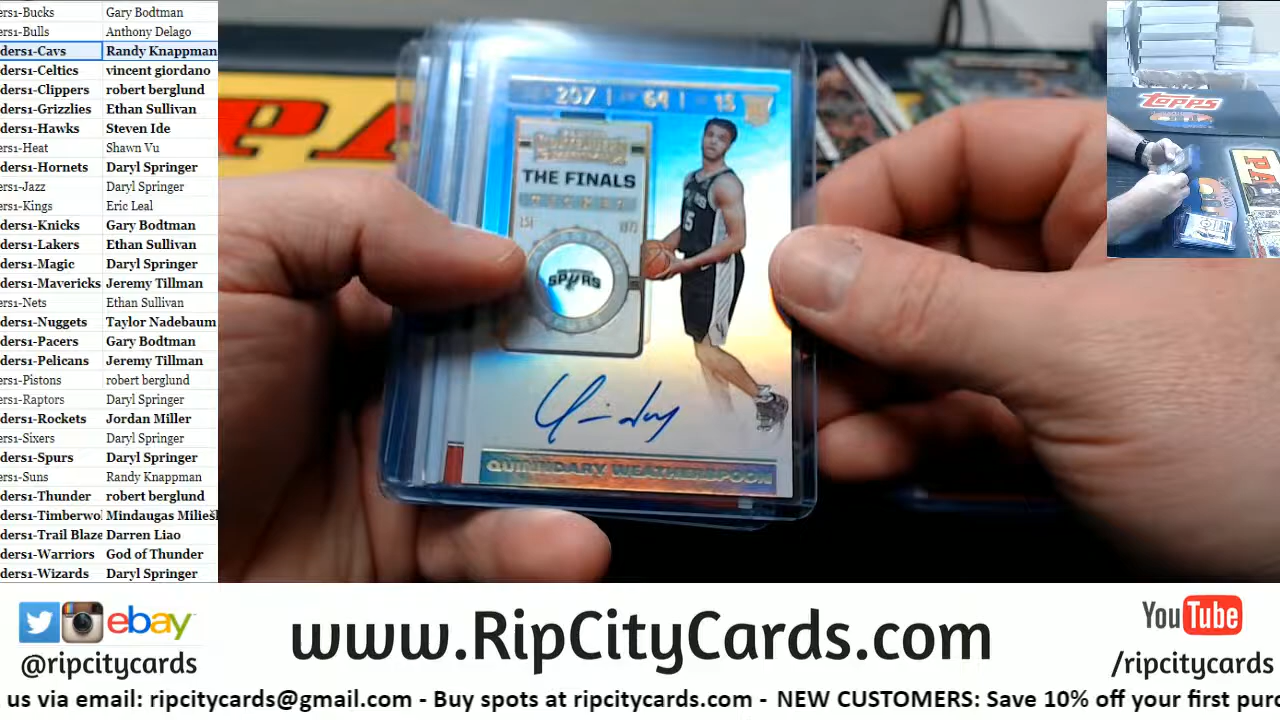 ers1-Bucks Gary Bodtman
ers1-Bulls Anthony Delago
ders1-Cavs Randy Knappman
ders1-Celtics vincent giordano
ders1-Clippers robert berglund
ders1-Grizzlies Ethan Sullivan
ders1-Hawks Steven Ide
ers1-Heat Shawn Vu
ders1-Hornets Daryl Springer
ers1-Jazz Daryl Springer
ers1-Kings Eric Leal
ders1-Knicks Gary Bodtman
ders1-Lakers Ethan Sullivan
ders1-Magic Daryl Springer
ders1-Mavericks Jeremy Tillman
ers1-Nets Ethan Sullivan
ders1-Nuggets Taylor Nadebaum
ders1-Pacers Gary Bodtman
ders1-Pelicans Jeremy Tillman
ers1-Pistons robert berglund
ers1-Raptors Daryl Springer
ders1-Rockets Jordan Miller
ers1-Sixers Daryl Springer
ders1-Spurs Daryl Springer
ers1-Suns Randy Knappman
ders1-Thunder robert berglund
ders1-Timberwol Mindaugas Milieš
ders1-Trail Blaze Darren Liao
ders1-Warriors God of Thunder
ders1-Wizards Daryl Springer
207 | 64 | 15
THE FINALS
TICKET
SPURS
5
QUINNDARY WEATHERSPOON
topps
PA
ebay
@ripcitycards
www.RipCityCards.com
YouTube
/ripcitycards
us via email: ripcitycards@gmail.com - Buy spots at ripcitycards.com - NEW CUSTOMERS: Save 10% off your first purc